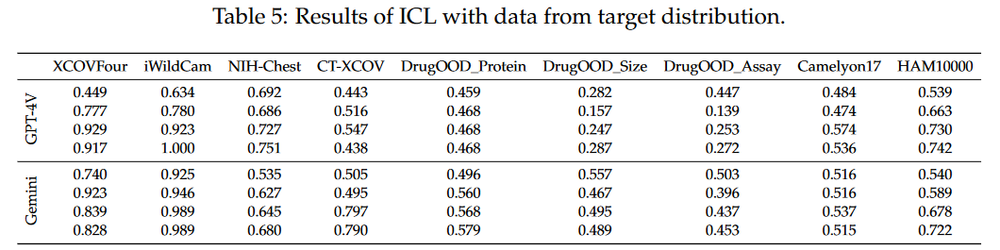 Table 5: Results of ICL with data from target distribution.
XCOVFour iWildCam NIH-Chest CT-XCOV DrugOOD_Protein DrugOOD_Size DrugOOD_Assay Camelyon17 HAM10000
GPT-4V
0.449 0.634 0.692 0.443 0.459 0.282 0.447 0.484 0.539
0.777 0.780 0.686 0.516 0.468 0.157 0.139 0.474 0.663
0.929 0.923 0.727 0.547 0.468 0.247 0.253 0.574 0.730
0.917 1.000 0.751 0.438 0.468 0.287 0.272 0.536 0.742
Gemini
0.740 0.925 0.535 0.505 0.496 0.557 0.503 0.516 0.540
0.923 0.946 0.627 0.495 0.560 0.467 0.396 0.516 0.589
0.839 0.989 0.645 0.797 0.568 0.495 0.437 0.537 0.678
0.828 0.989 0.680 0.790 0.579 0.489 0.453 0.515 0.722